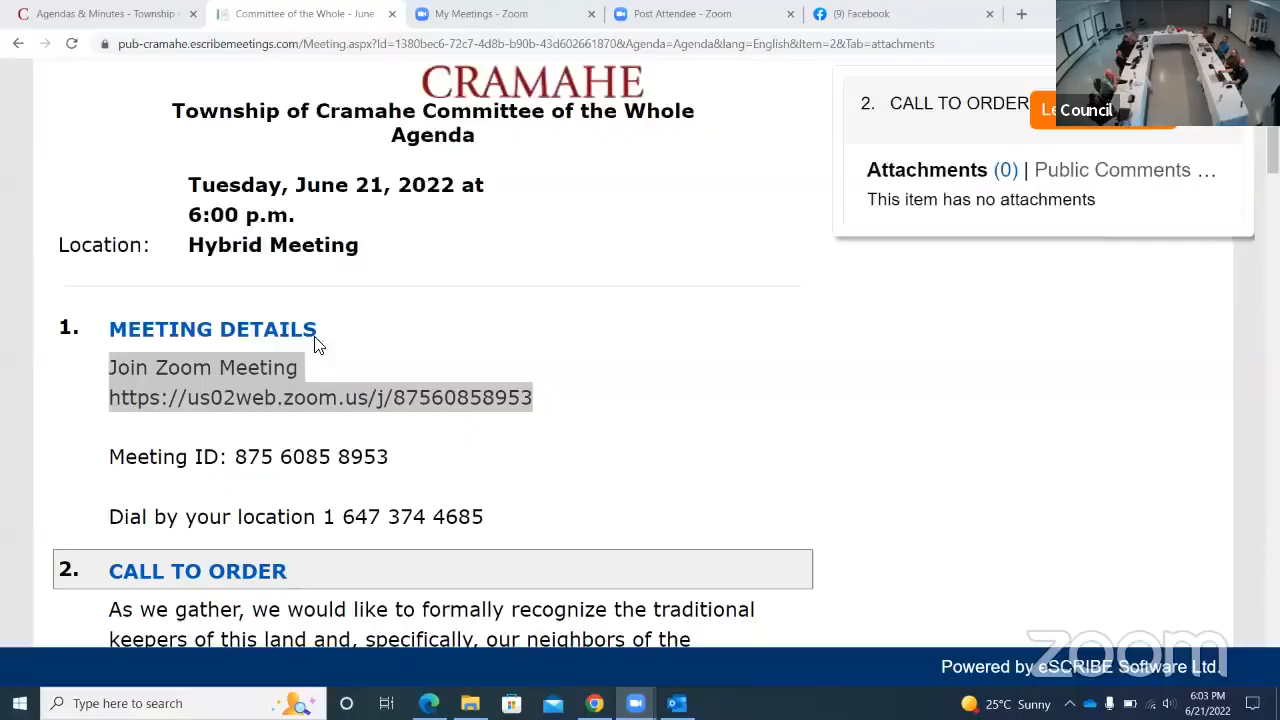 Agendas & Minutes - Township
Committee of the Whole - June
My Meetings - Zoom
Post Attendee - Zoom
(9) Facebook
pub-cramahe.escribemeetings.com/Meeting.aspx?Id=1380bec6-72c7-4d8b-b90b-43d602661870&Agenda=Agenda&lang=English&Item=2&Tab=attachments
CRAMAHE
Township of Cramahe Committee of the Whole
Agenda
Tuesday, June 21, 2022 at
6:00 p.m.
Location: Hybrid Meeting
1. MEETING DETAILS
Join Zoom Meeting
https://us02web.zoom.us/j/87560858953
Meeting ID: 875 6085 8953
Dial by your location 1 647 374 4685
2. CALL TO ORDER
As we gather, we would like to formally recognize the traditional
keepers of this land and, specifically, our neighbors of the
2. CALL TO ORDER
Le
Council
Attachments (0) | Public Comments ...
This item has no attachments
zoom
Powered by eSCRIBE Software Ltd.
Type here to search
25°C Sunny
6:03 PM
6/21/2022